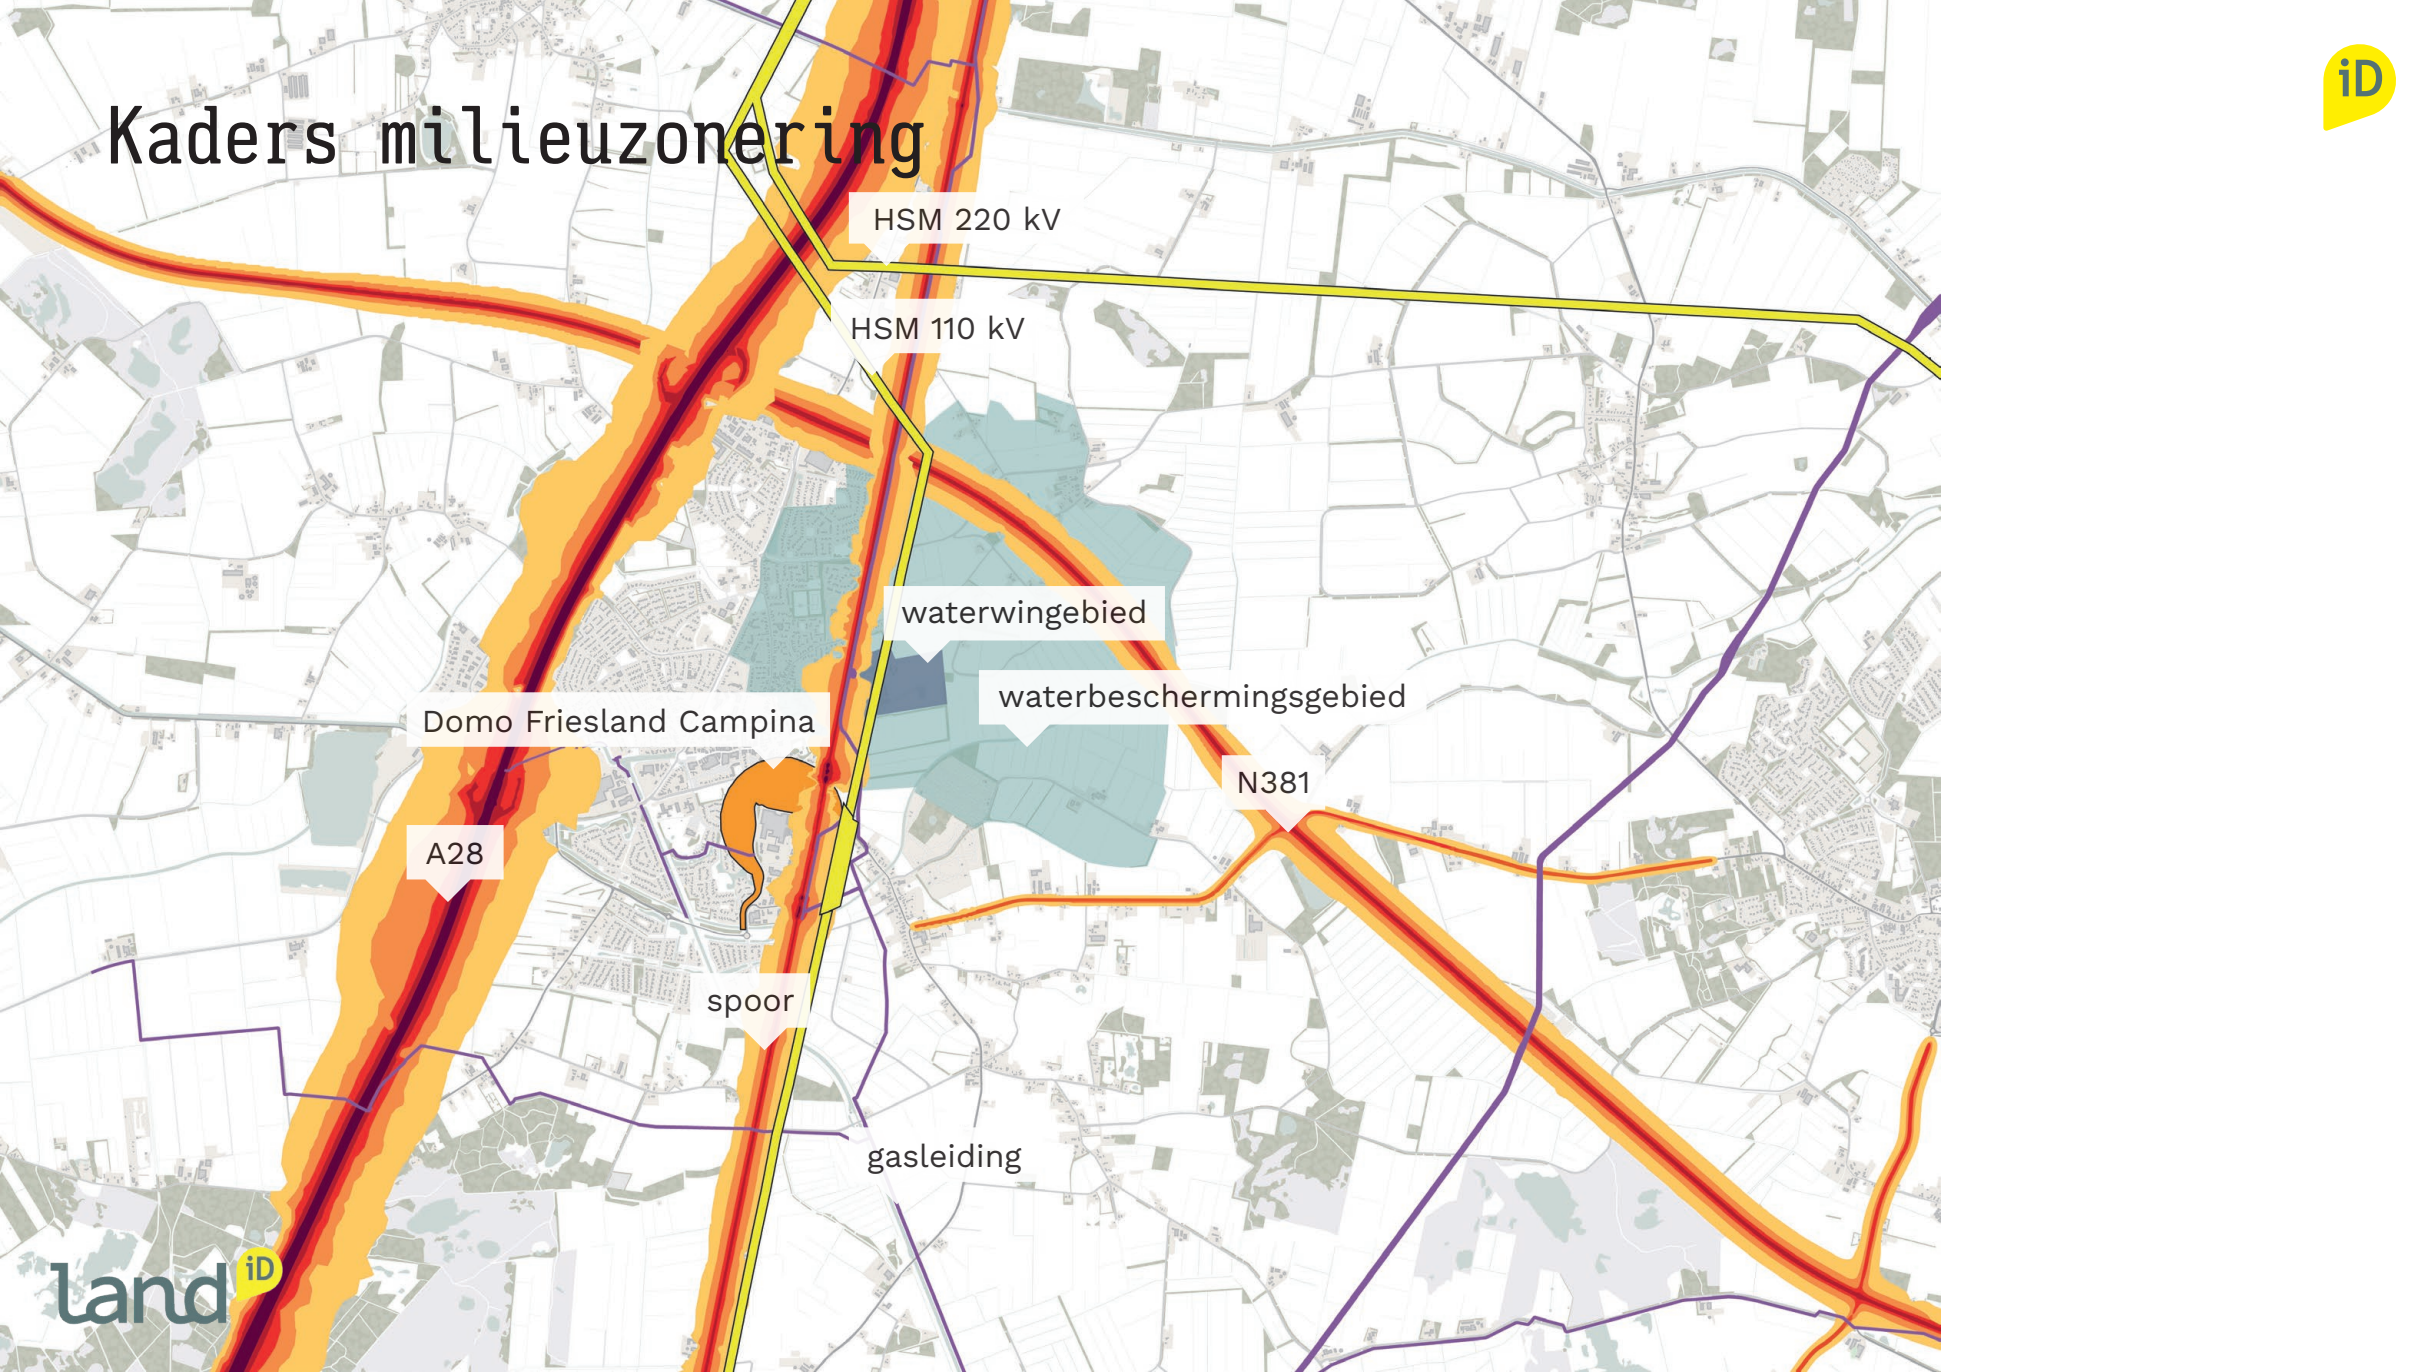 iD
Kaders milieuzonering
HSM 220 kV
HSM 110 kV
waterwingebied
waterbeschermingsgebied
Domo Friesland Campina
N381
A28
spoor
gasleiding
land iD